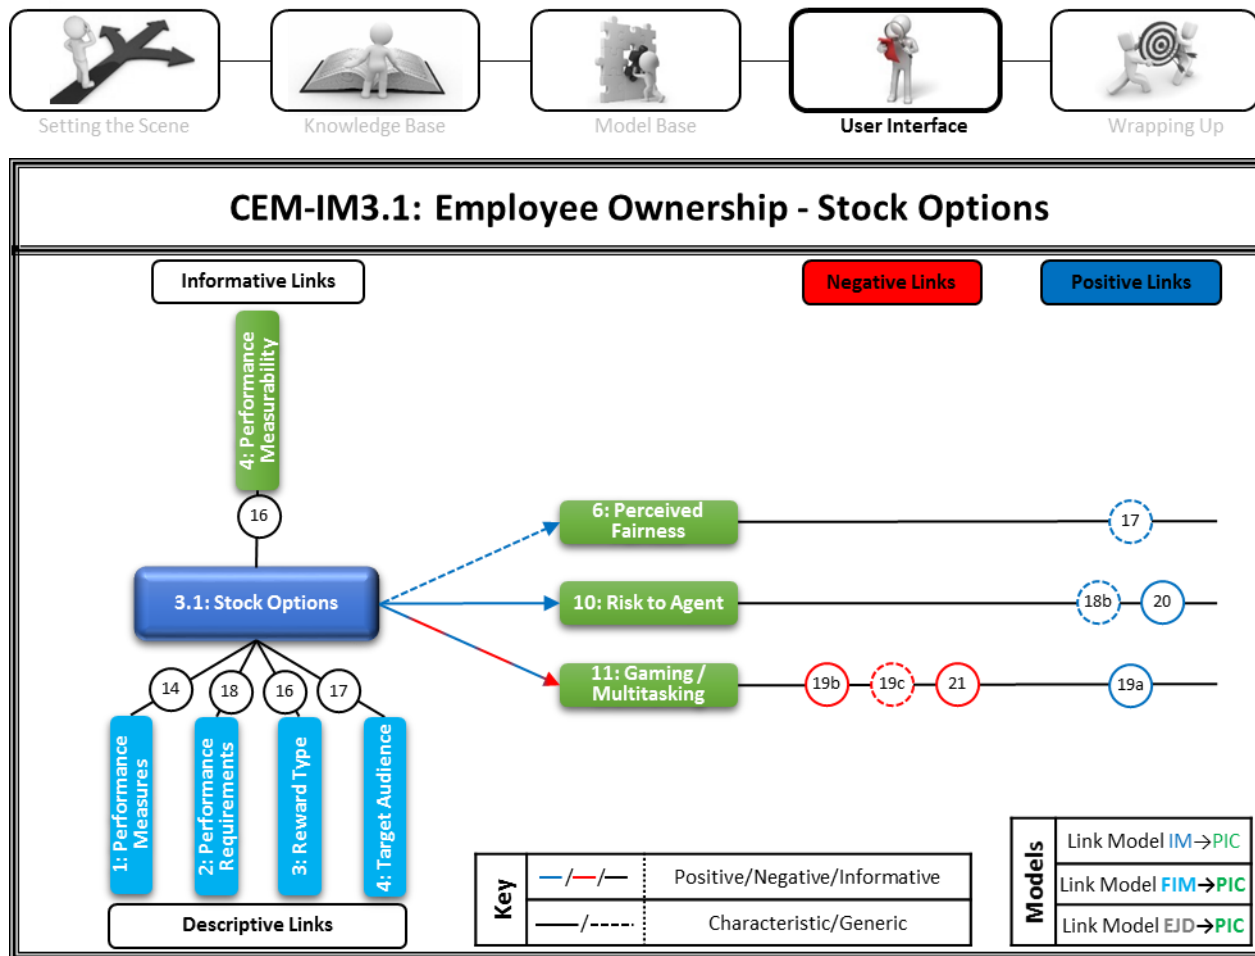 Setting the Scene
Knowledge Base
Model Base
User Interface
Wrapping Up
CEM-IM3.1: Employee Ownership - Stock Options
Informative Links
Negative Links
Positive Links
4: Performance
Measurability
16
6: Perceived
Fairness
17
3.1: Stock Options
10: Risk to Agent
18b
20
11: Gaming /
Multitasking
19b
19c
21
19a
14
18
16
17
1: Performance
Measures
2: Performance
Requirements
3: Reward Type
4: Target Audience
Descriptive Links
Key
—/—/— Positive/Negative/Informative
—/----- Characteristic/Generic
Models
Link Model IM→PIC
Link Model FIM→PIC
Link Model EJD→PIC